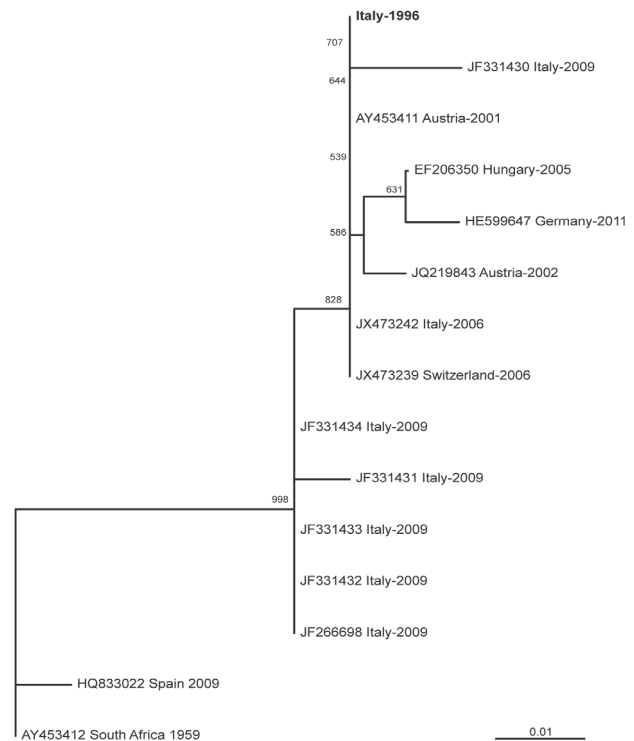 Italy-1996
707
JF331430 Italy-2009
644
AY453411 Austria-2001
539
EF206350 Hungary-2005
631
HE599647 Germany-2011
586
JQ219843 Austria-2002
828
JX473242 Italy-2006
JX473239 Switzerland-2006
JF331434 Italy-2009
JF331431 Italy-2009
998
JF331433 Italy-2009
JF331432 Italy-2009
JF266698 Italy-2009
HQ833022 Spain 2009
AY453412 South Africa 1959
0.01